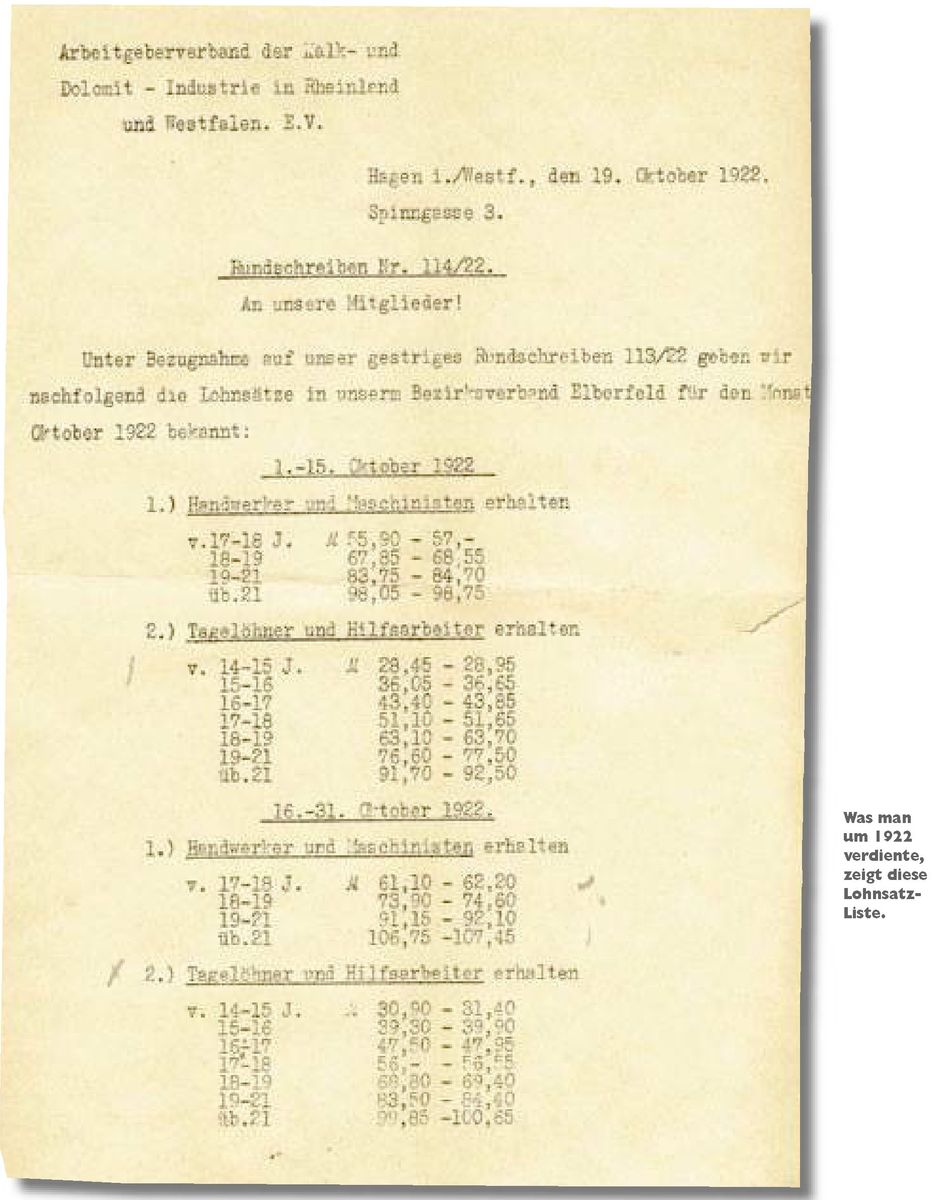 Arbeitgeberverband der Kalk- und
Dolomit - Industrie in Rheinland
und Westfalen. E.V.
Hagen i./Westf., den 19. Oktober 1922.
Spinngasse 3.
Rundschreiben Nr. 114/22.
An unsere Mitglieder!
Unter Bezugnahme auf unser gestriges Rundschreiben 113/22 geben wir
nachfolgend die Lohnsätze in unserm Bezirksverband Elberfeld für den Monat
Oktober 1922 bekannt:
1.-15. Oktober 1922
1.) Handwerker und Maschinisten erhalten
v.17-18 J. M 55,90 - 57,-
18-19 67,85 - 68,55
19-21 83,75 - 84,70
üb.21 98,05 - 98,75
2.) Tagelöhner und Hilfsarbeiter erhalten
v. 14-15 J. M 28,45 - 28,95
15-16 36,05 - 36,65
16-17 43,40 - 43,85
17-18 51,10 - 51,65
18-19 63,10 - 63,70
19-21 76,60 - 77,50
üb.21 91,70 - 92,50
16.-31. Oktober 1922.
1.) Handwerker und Maschinisten erhalten
v. 17-18 J. M 61,10 - 62,20
18-19 73,90 - 74,60
19-21 91,15 - 92,10
üb.21 106,75 -107,45
2.) Tagelöhner und Hilfsarbeiter erhalten
v. 14-15 J. M 30,90 - 31,40
15-16 39,30 - 39,90
16-17 47,50 - 47,95
17-18 56,- - 56,55
18-19 68,80 - 69,40
19-21 83,50 - 84,40
üb.21 99,85 -100,65
Was man
um 1922
verdiente,
zeigt diese
Lohnsatz-
Liste.